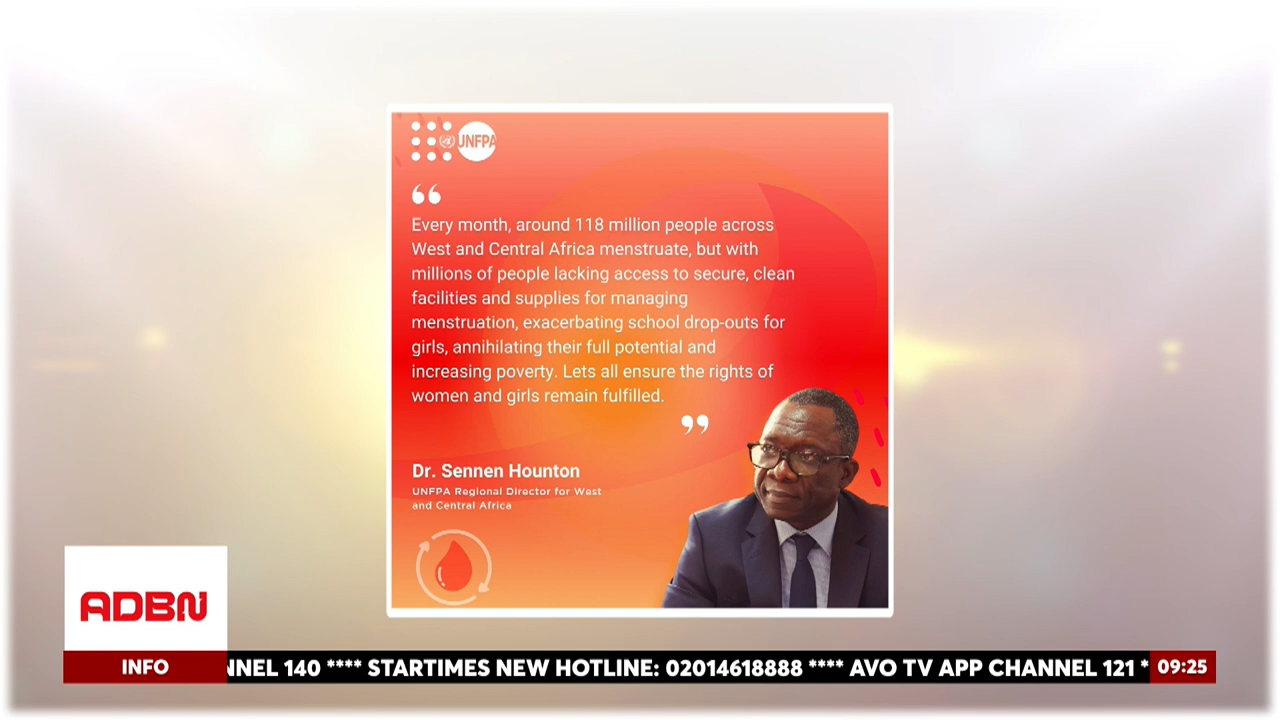 UNFPA
“
Every month, around 118 million people across
West and Central Africa menstruate, but with
millions of people lacking access to secure, clean
facilities and supplies for managing
menstruation, exacerbating school drop-outs for
girls, annihilating their full potential and
increasing poverty. Lets all ensure the rights of
women and girls remain fulfilled.
”
Dr. Sennen Hounton
UNFPA Regional Director for West
and Central Africa
ADBN
INFO
NNEL 140 **** STARTIMES NEW HOTLINE: 02014618888 **** AVO TV APP CHANNEL 121 *
09:25